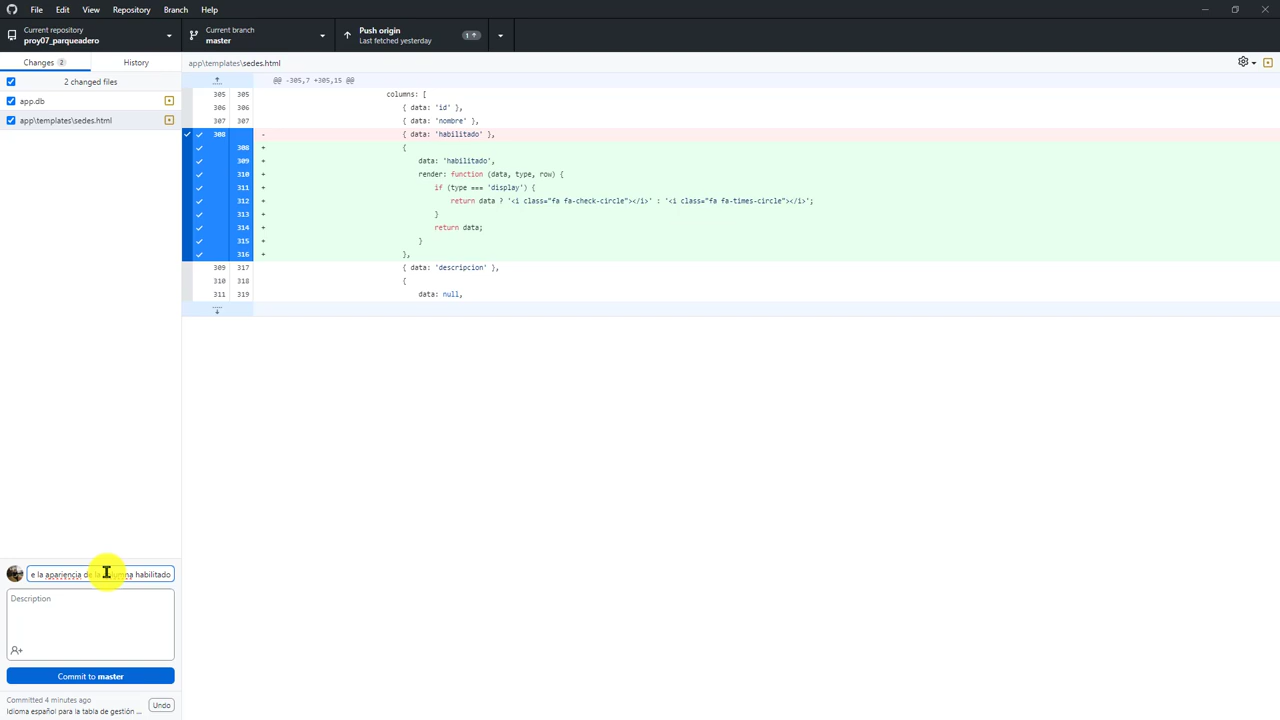 File Edit View Repository Branch Help
Current repository
proy07_parqueadero
Current branch
master
Push origin
Last fetched yesterday
1
Changes 2
History
app\templates\sedes.html
2 changed files
app.db
app\templates\sedes.html
@@ -305,7 +305,15 @@
305 305 columns: [
306 306 { data: 'id' },
307 307 { data: 'nombre' },
308 - { data: 'habilitado' },
308 + {
309 + data: 'habilitado',
310 + render: function (data, type, row) {
311 + if (type === 'display') {
312 + return data ? '<i class="fa fa-check-circle"></i>' : '<i class="fa fa-times-circle"></i>';
313 + }
314 + return data;
315 + }
316 + },
309 317 { data: 'descripcion' },
310 318 {
311 319 data: null,
e la apariencia de la columna habilitado
Description
Commit to master
Committed 4 minutes ago
Idioma español para la tabla de gestión ...
Undo